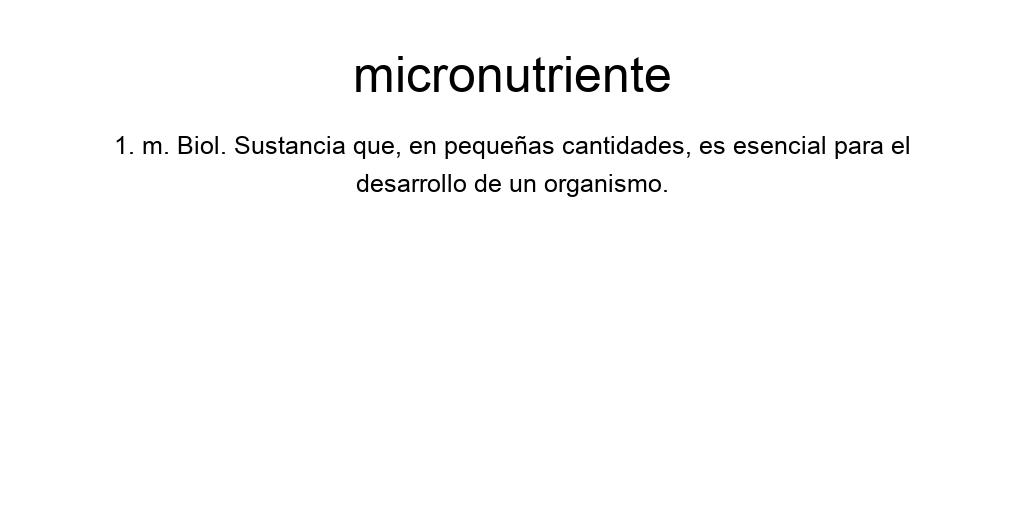 micronutriente
1. m. Biol. Sustancia que, en pequeñas cantidades, es esencial para el
desarrollo de un organismo.